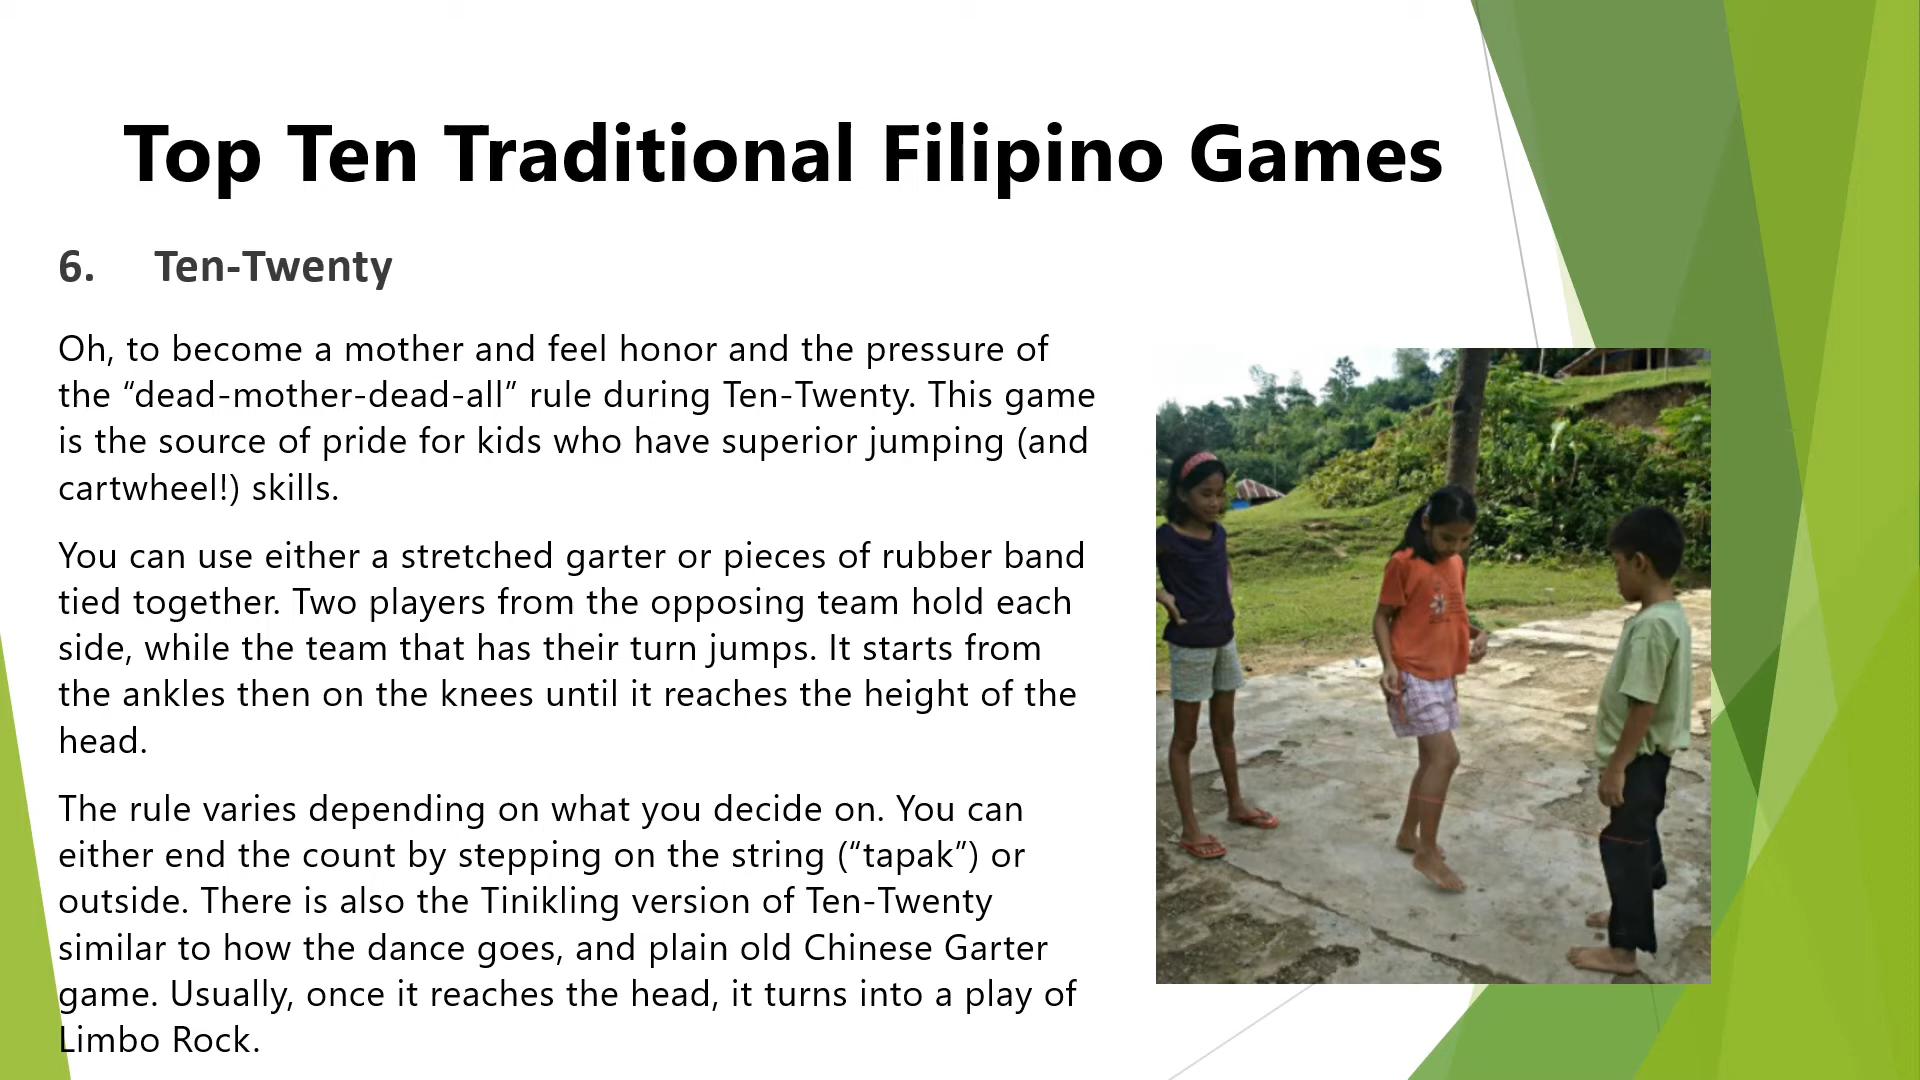 Top Ten Traditional Filipino Games
6. Ten-Twenty
Oh, to become a mother and feel honor and the pressure of
the “dead-mother-dead-all” rule during Ten-Twenty. This game
is the source of pride for kids who have superior jumping (and
cartwheel!) skills.
You can use either a stretched garter or pieces of rubber band
tied together. Two players from the opposing team hold each
side, while the team that has their turn jumps. It starts from
the ankles then on the knees until it reaches the height of the
head.
The rule varies depending on what you decide on. You can
either end the count by stepping on the string (“tapak”) or
outside. There is also the Tinikling version of Ten-Twenty
similar to how the dance goes, and plain old Chinese Garter
game. Usually, once it reaches the head, it turns into a play of
Limbo Rock.